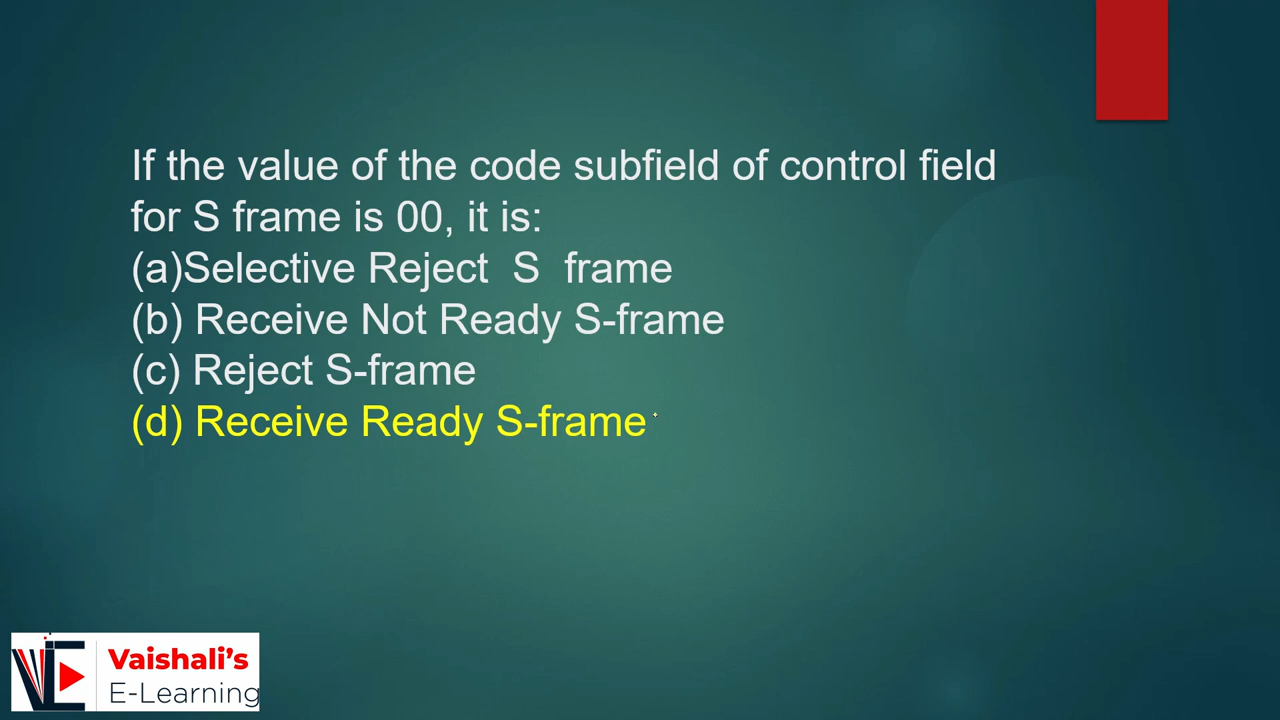 If the value of the code subfield of control field
for S frame is 00, it is:
(a)Selective Reject  S  frame
(b) Receive Not Ready S-frame
(c) Reject S-frame
(d) Receive Ready S-frame
Vaishali's
E-Learning